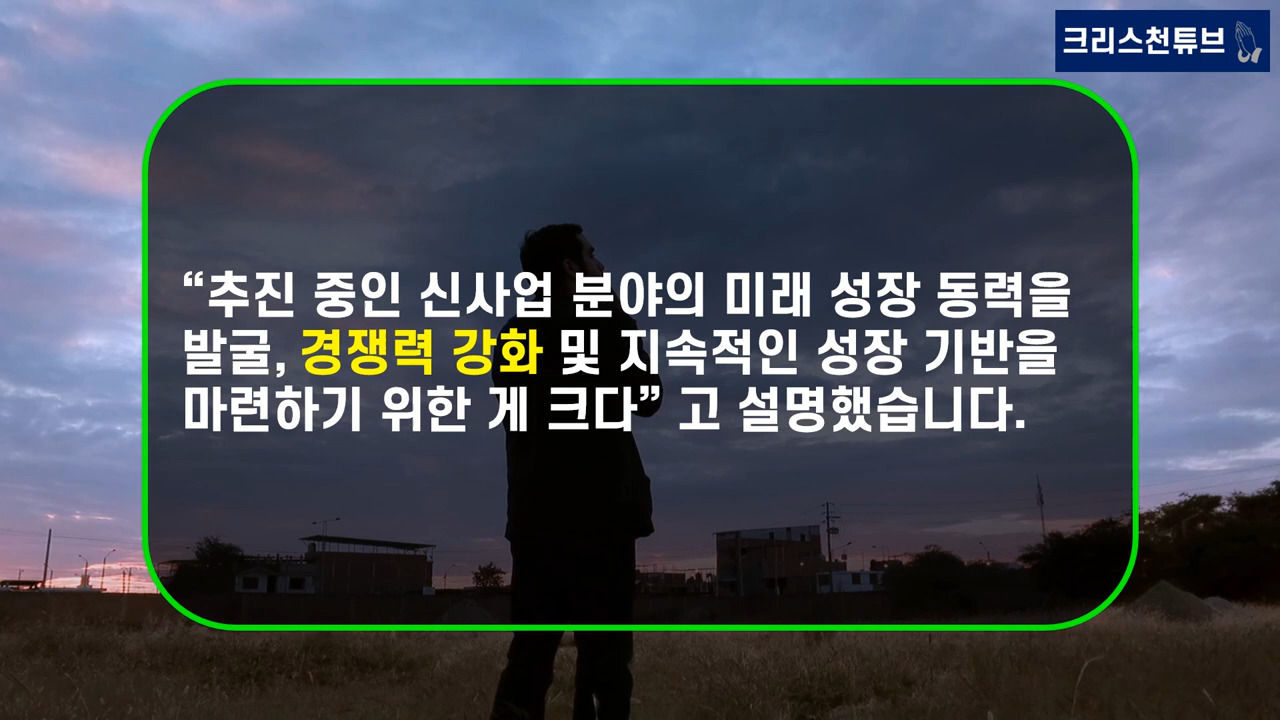 크리스천튜브
“추진 중인 신사업 분야의 미래 성장 동력을
발굴, 경쟁력 강화 및 지속적인 성장 기반을
마련하기 위한 게 크다” 고 설명했습니다.